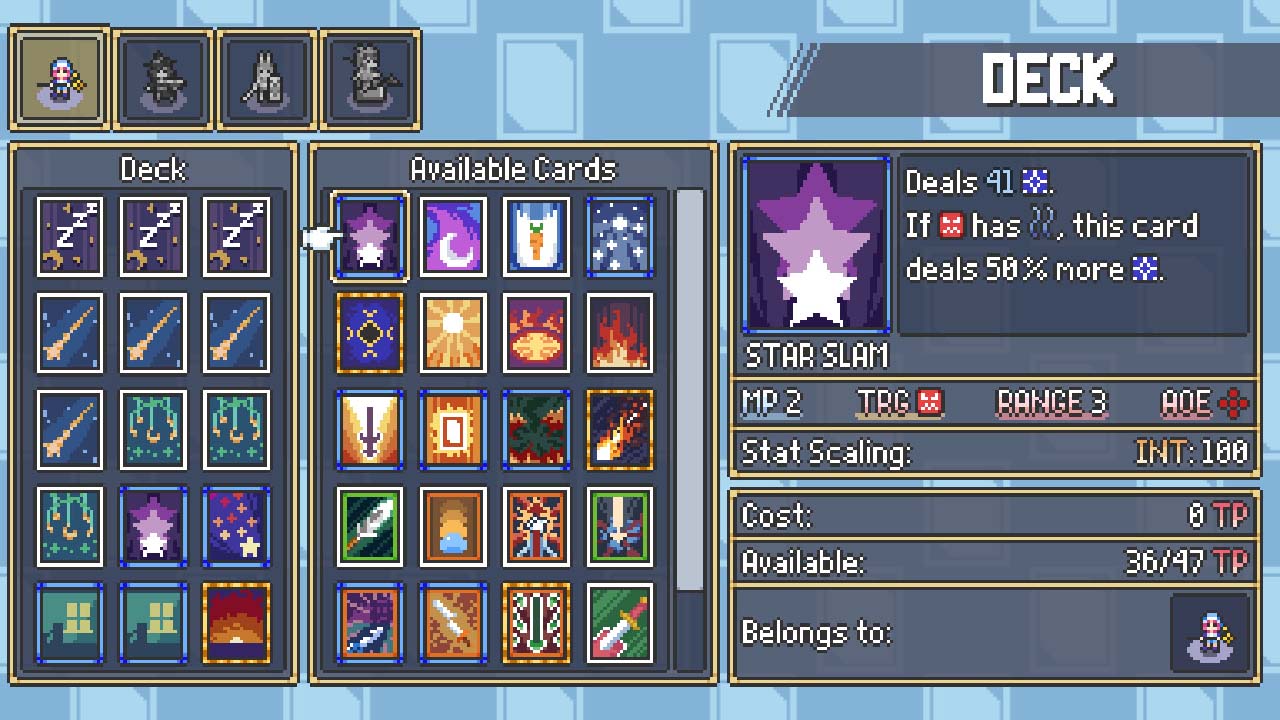 DECK
Deck
Available Cards
Deals 41 .
If has , this card
deals 50% more .
STAR SLAM
MP 2 TRG RANGE 3 AOE
Stat Scaling: INT: 100
Cost: 0 TP
Available: 36/47 TP
Belongs to:
Z Z Z Z Z Z